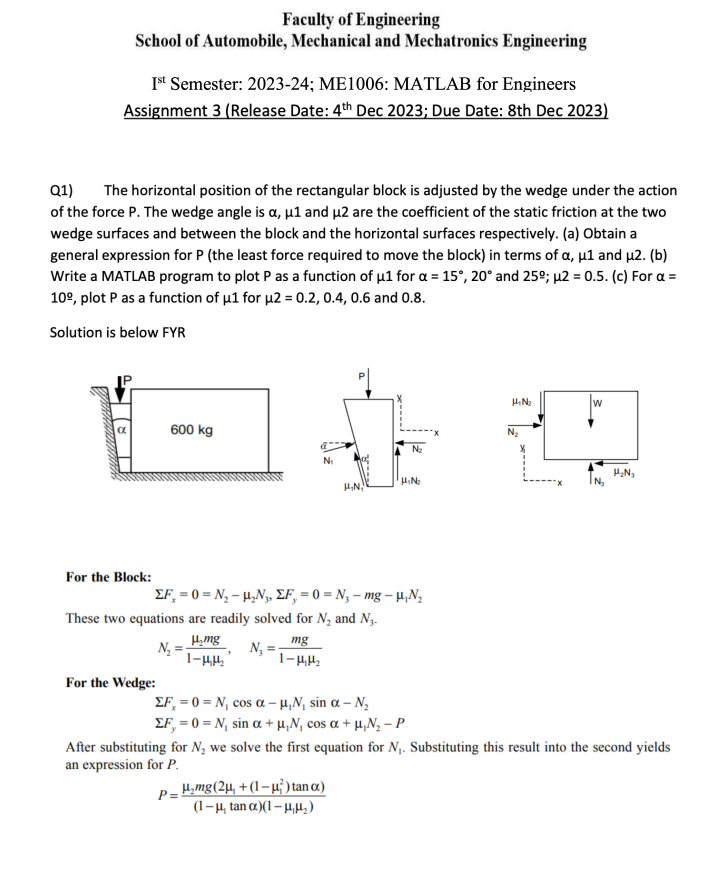 Faculty of Engineering
School of Automobile, Mechanical and Mechatronics Engineering
Iˢᵗ Semester: 2023-24; ME1006: MATLAB for Engineers
Assignment 3 (Release Date: 4ᵗʰ Dec 2023; Due Date: 8th Dec 2023)
Q1) The horizontal position of the rectangular block is adjusted by the wedge under the action
of the force P. The wedge angle is α, µ1 and µ2 are the coefficient of the static friction at the two
wedge surfaces and between the block and the horizontal surfaces respectively. (a) Obtain a
general expression for P (the least force required to move the block) in terms of α, µ1 and µ2. (b)
Write a MATLAB program to plot P as a function of µ1 for α = 15°, 20° and 25º; µ2 = 0.5. (c) For α =
10º, plot P as a function of µ1 for µ2 = 0.2, 0.4, 0.6 and 0.8.
Solution is below FYR
P
α
600 kg
P
Y
x
α
N₁
α
N₂
µ₁N₁
µ₁N₂
µ₁N₂
W
N₂
Y
x
N₃
µ₂N₃
For the Block:
ΣFₓ = 0 = N₂ – µ₂N₃, ΣFᵧ = 0 = N₃ – mg – µ₁N₂
These two equations are readily solved for N₂ and N₃.
N₂ = µ₂mg / (1–µ₁µ₂), N₃ = mg / (1–µ₁µ₂)
For the Wedge:
ΣFₓ = 0 = N₁ cos α – µ₁N₁ sin α – N₂
ΣFᵧ = 0 = N₁ sin α + µ₁N₁ cos α + µ₁N₂ – P
After substituting for N₂ we solve the first equation for N₁. Substituting this result into the second yields
an expression for P.
P = µ₂mg(2µ₁ + (1–µ₁²) tan α) / (1–µ₁ tan α)(1–µ₁µ₂)